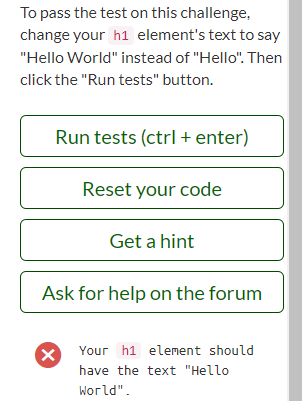 To pass the test on this challenge,
change your h1 element's text to say
"Hello World" instead of "Hello". Then
click the "Run tests" button.
Run tests (ctrl + enter)
Reset your code
Get a hint
Ask for help on the forum
Your h1 element should
have the text "Hello
World".